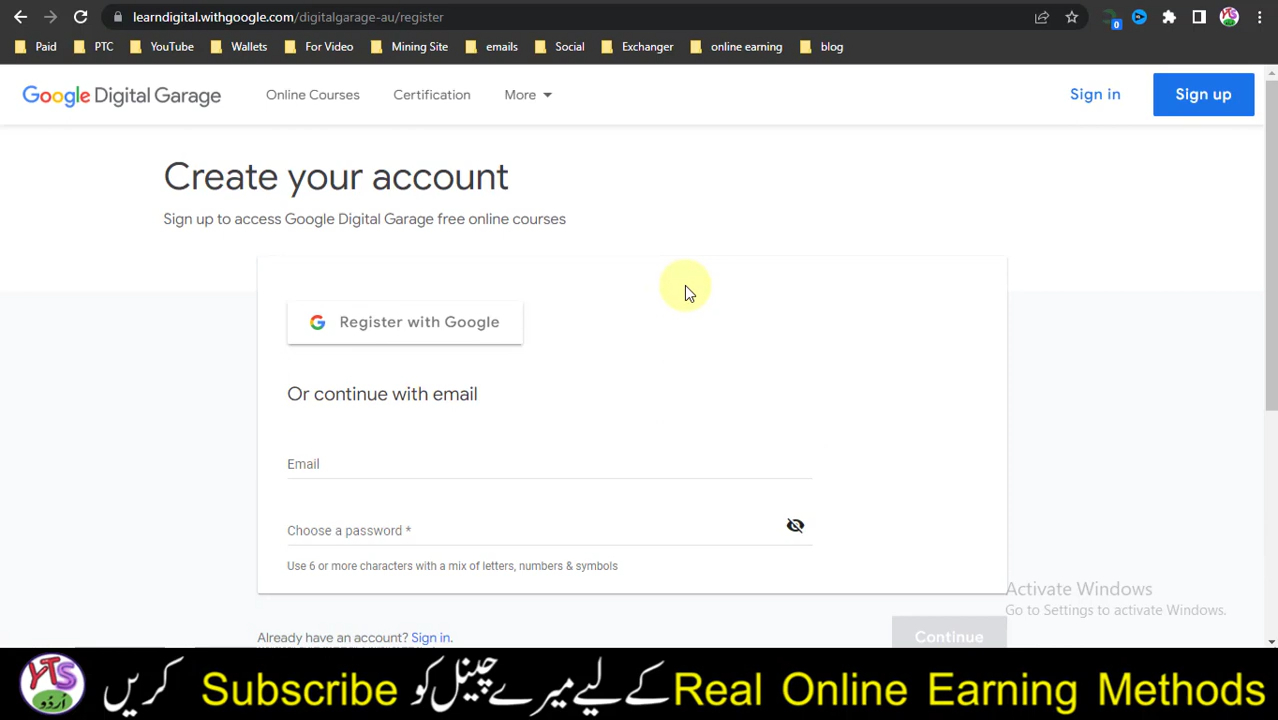 learndigital.withgoogle.com/digitalgarage-au/register
0
Paid PTC YouTube Wallets For Video Mining Site emails Social Exchanger online earning blog
Google Digital Garage Online Courses Certification More Sign in Sign up
Create your account
Sign up to access Google Digital Garage free online courses
Register with Google
Or continue with email
Email
Choose a password *
Use 6 or more characters with a mix of letters, numbers & symbols
Activate Windows
Go to Settings to activate Windows.
Already have an account? Sign in.
Continue
YTS اُردُو
Real Online Earning Methods کے لیے میرے چینل کو Subscribe کریں